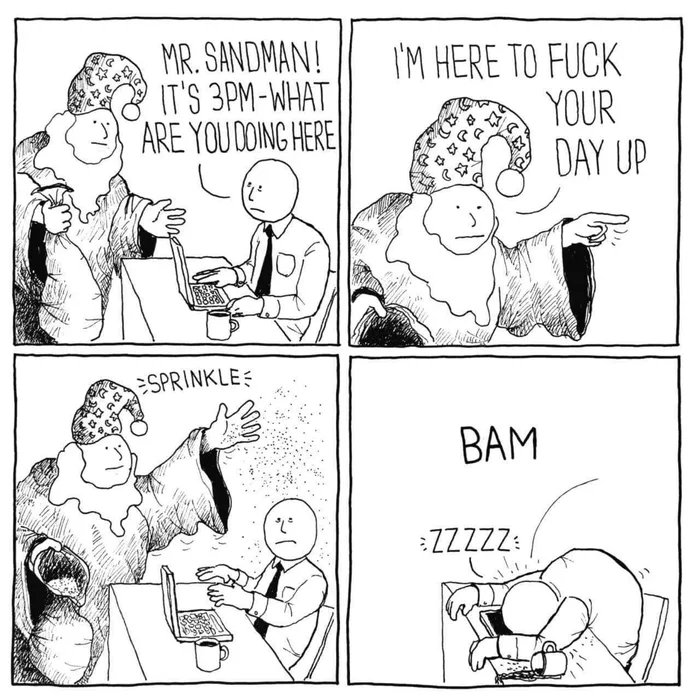 MR. SANDMAN!
IT'S 3PM-WHAT
ARE YOU DOING HERE
I'M HERE TO FUCK
YOUR
DAY UP
SPRINKLE
BAM
ZZZZZ